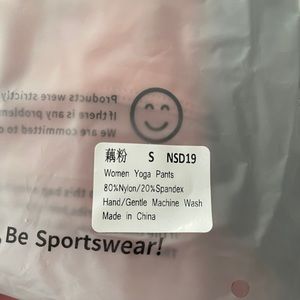 Products were strictly
If there is any problem
We are committed to
藕粉 S NSD19
Women Yoga Pants
80%Nylon/20%Spandex
Hand/Gentle Machine Wash
Made in China
Be Sportswear!